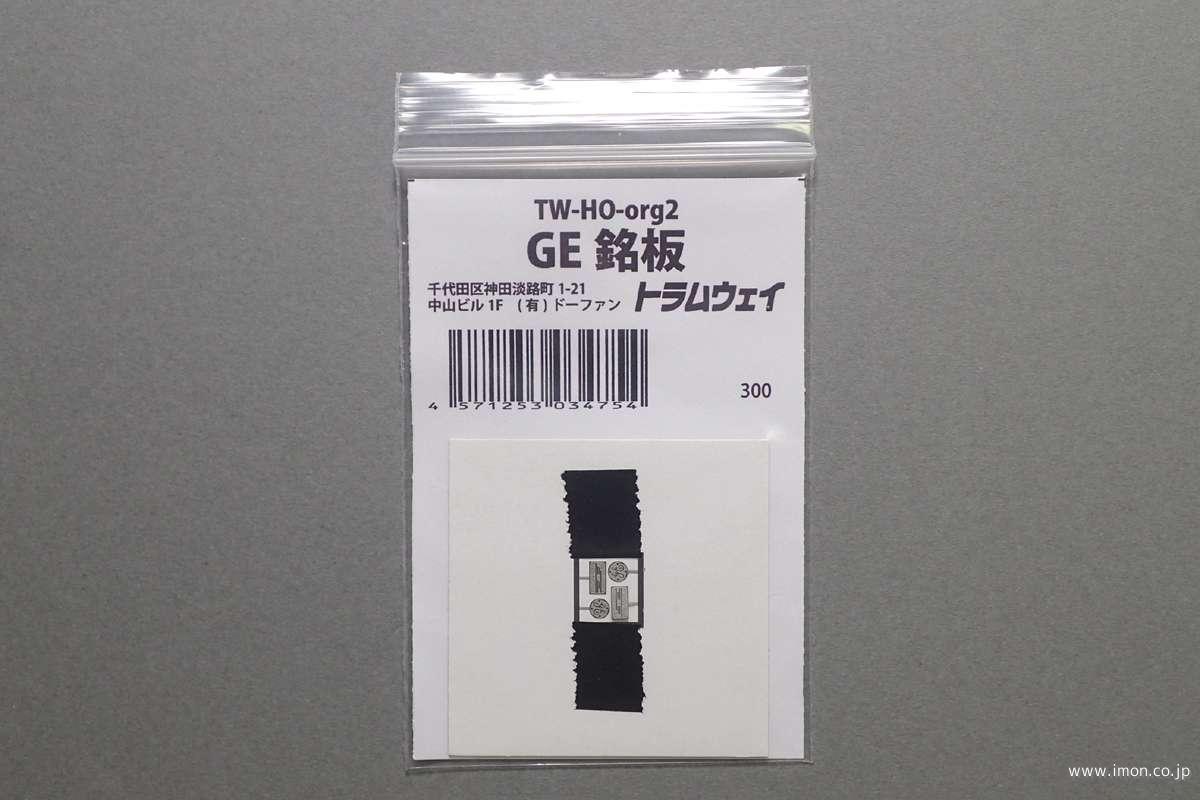 TW-HO-org2
GE 銘板
千代田区神田淡路町 1-21
中山ビル 1F (有) ドーファン
トラムウェイ
300
4 571253 034754
www.imon.co.jp